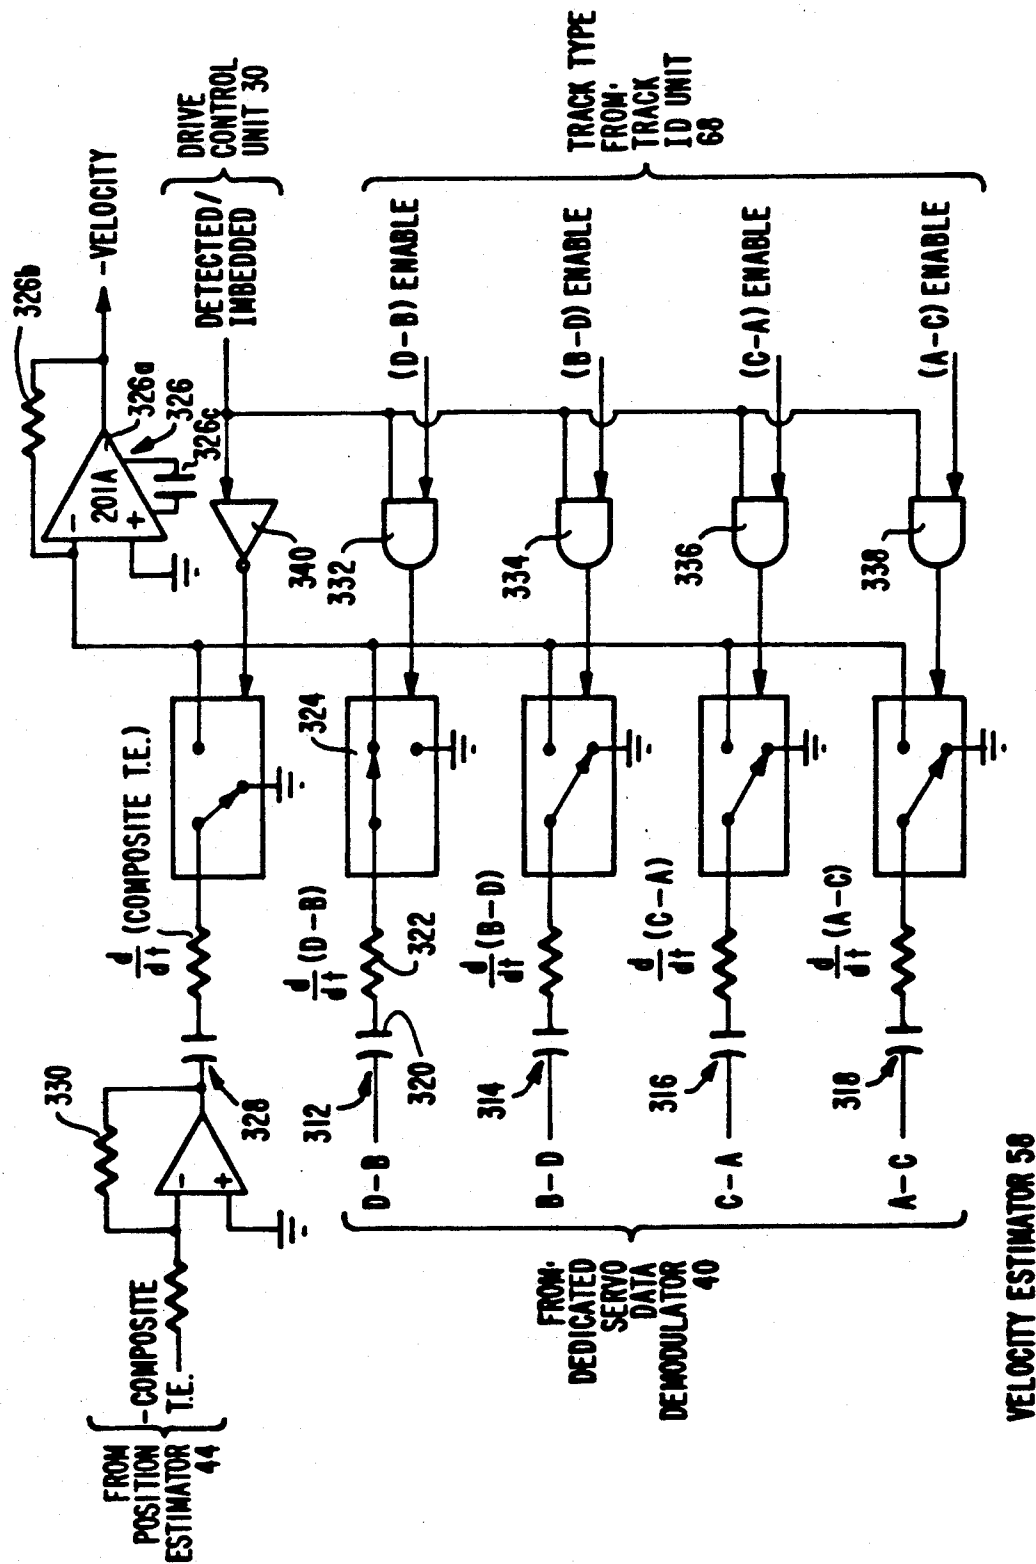 FROM
POSITION
ESTIMATOR
44
-COMPOSITE
T.E.
330
328
d/dt (COMPOSITE T.E.)
-
+
201A
-
+
326b
326a
326
326c
-VELOCITY
DETECTED/
IMBEDDED
DRIVE
CONTROL
UNIT 30
340
FROM:
DEDICATED
SERVO
DATA
DEMODULATOR
40
D-B
312
320
d/dt (D-B)
322
324
332
(D-B) ENABLE
B-D
314
d/dt (B-D)
334
(B-D) ENABLE
C-A
316
d/dt (C-A)
336
(C-A) ENABLE
A-C
318
d/dt (A-C)
338
(A-C) ENABLE
TRACK TYPE
FROM:
TRACK
ID UNIT
68
VELOCITY ESTIMATOR 58